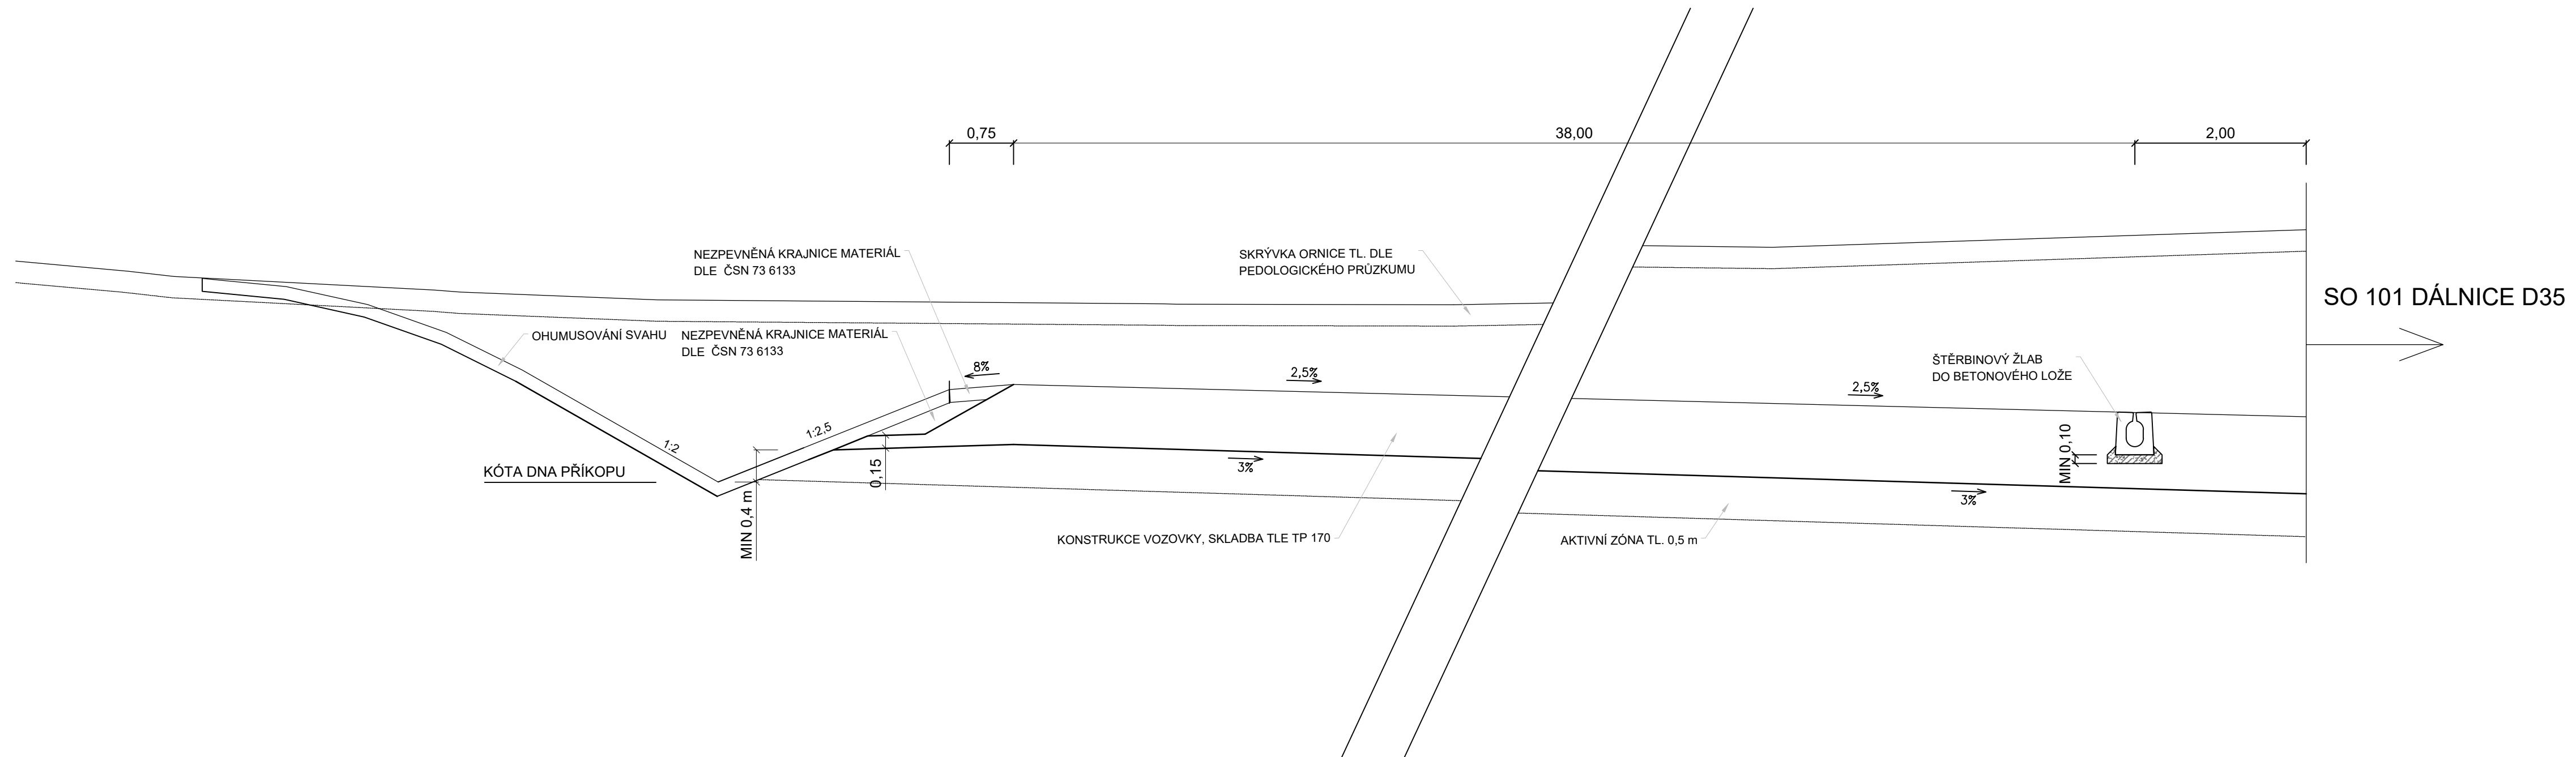 0,75
38,00
2,00
NEZPEVNĚNÁ KRAJNICE MATERIÁL
DLE  ČSN 73 6133
SKRÝVKA ORNICE TL. DLE
PEDOLOGICKÉHO PRŮZKUMU
SO 101 DÁLNICE D35
OHUMUSOVÁNÍ SVAHU
NEZPEVNĚNÁ KRAJNICE MATERIÁL
DLE  ČSN 73 6133
ŠTĚRBINOVÝ ŽLAB
DO BETONOVÉHO LOŽE
8%
2,5%
2,5%
1:2
1:2,5
MIN 0,10
KÓTA DNA PŘÍKOPU
0,15
3%
3%
MIN 0,4 m
KONSTRUKCE VOZOVKY, SKLADBA TLE TP 170
AKTIVNÍ ZÓNA TL. 0,5 m